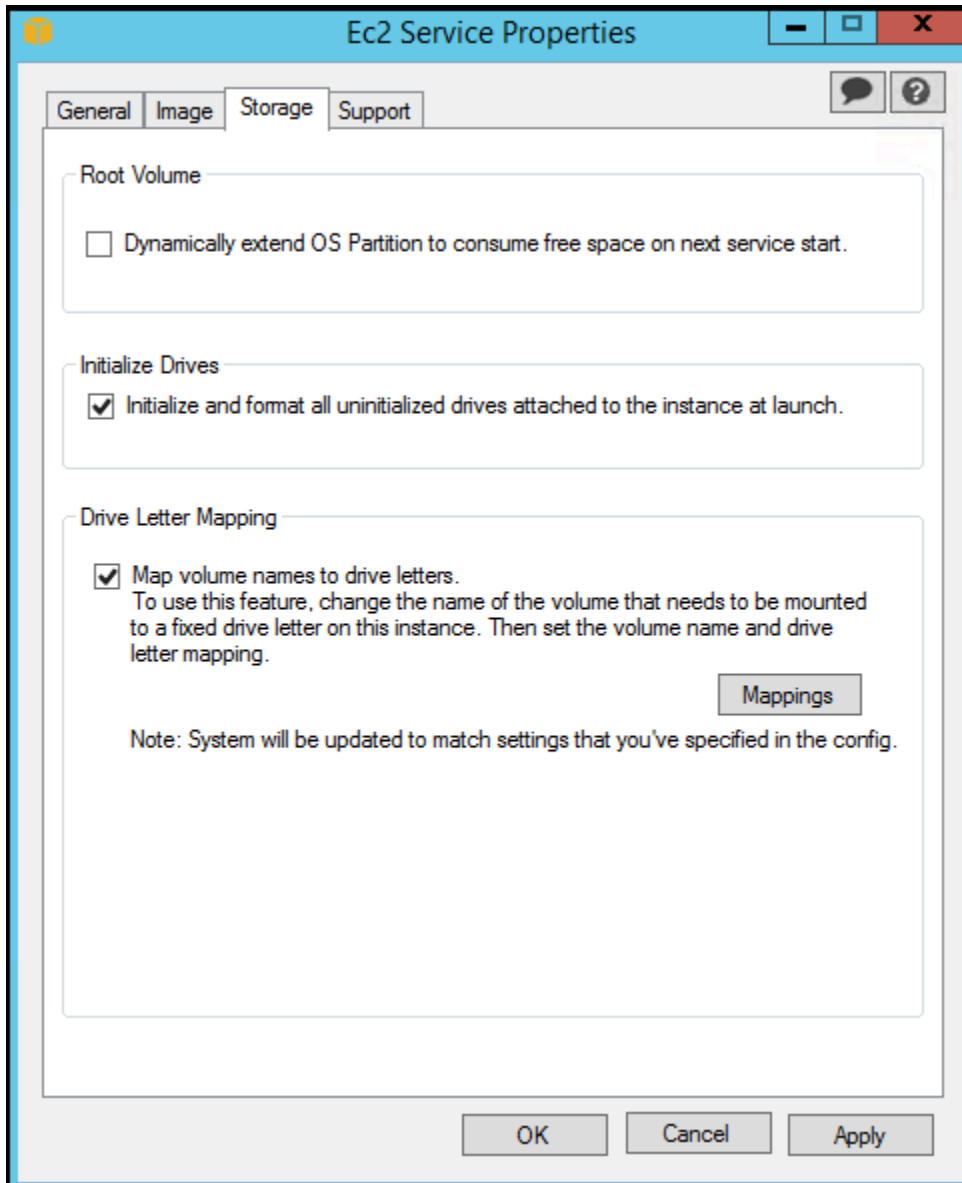 Ec2 Service Properties
General Image Storage Support
Root Volume
Dynamically extend OS Partition to consume free space on next service start.
Initialize Drives
Initialize and format all uninitialized drives attached to the instance at launch.
Drive Letter Mapping
Map volume names to drive letters.
To use this feature, change the name of the volume that needs to be mounted
to a fixed drive letter on this instance. Then set the volume name and drive
letter mapping.
Mappings
Note: System will be updated to match settings that you've specified in the config.
OK Cancel Apply